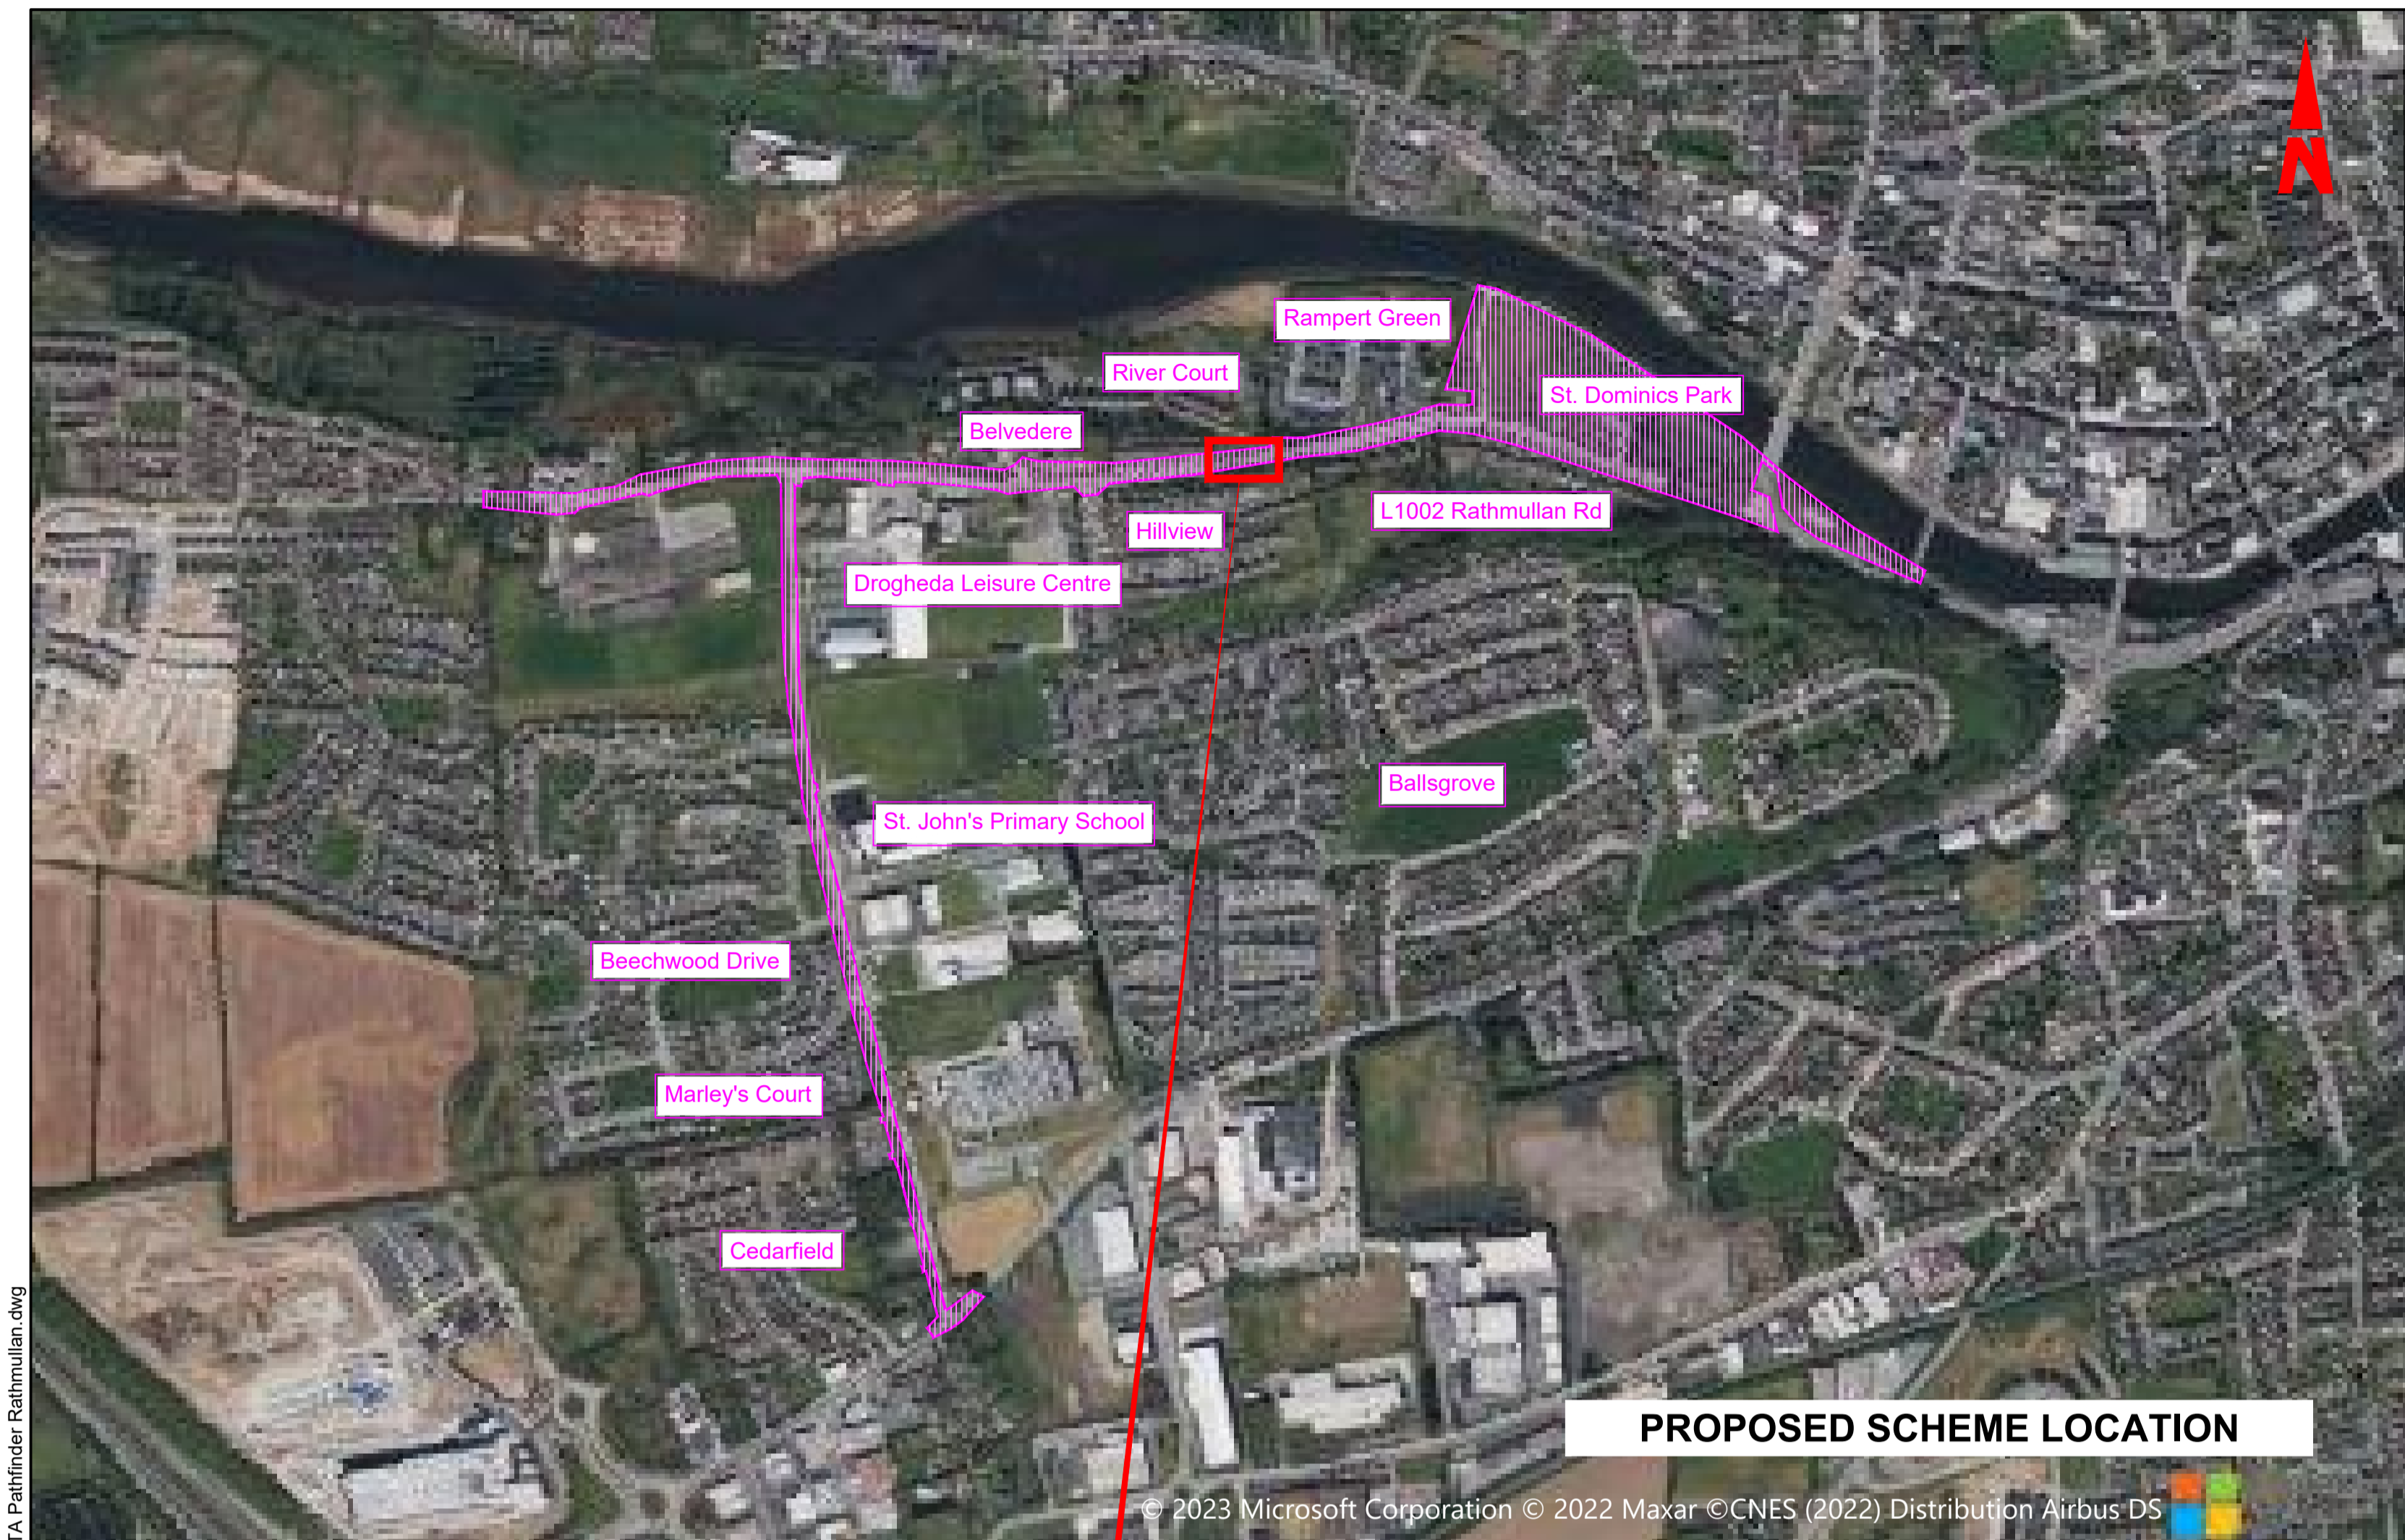 N
Rampert Green
River Court
St. Dominics Park
Belvedere
L1002 Rathmullan Rd
Hillview
Drogheda Leisure Centre
Ballsgrove
St. John's Primary School
Beechwood Drive
Marley's Court
Cedarfield
TA Pathfinder Rathmullan.dwg
PROPOSED SCHEME LOCATION
© 2023 Microsoft Corporation © 2022 Maxar ©CNES (2022) Distribution Airbus DS